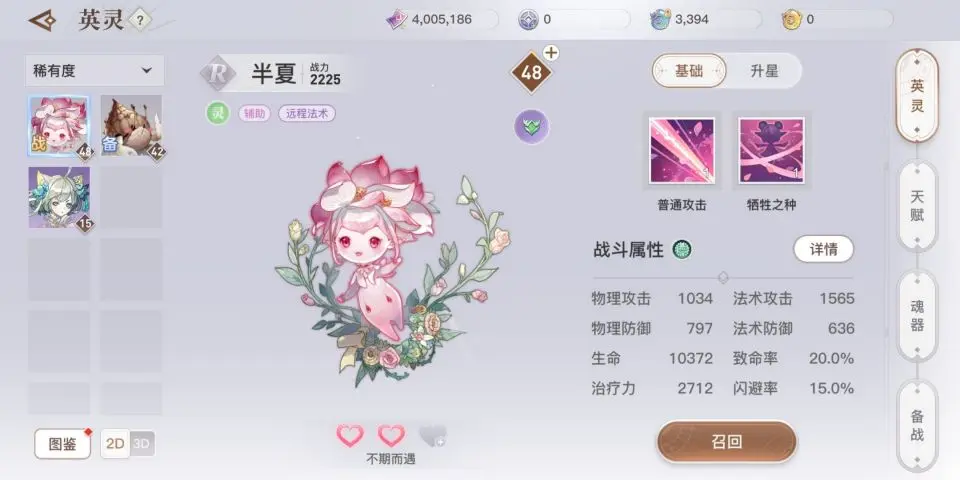 英灵 ?
4,005,186
0
3,394
0
稀有度
战
48
备
42
15
图鉴
2D 3D
R 半夏 战力 2225
灵 辅助 远程法术
48
不期而遇
基础 升星
1
1
普通攻击 牺牲之种
战斗属性 详情
物理攻击 1034 法术攻击 1565
物理防御 797 法术防御 636
生命 10372 致命率 20.0%
治疗力 2712 闪避率 15.0%
召回
英灵
天赋
魂器
备战